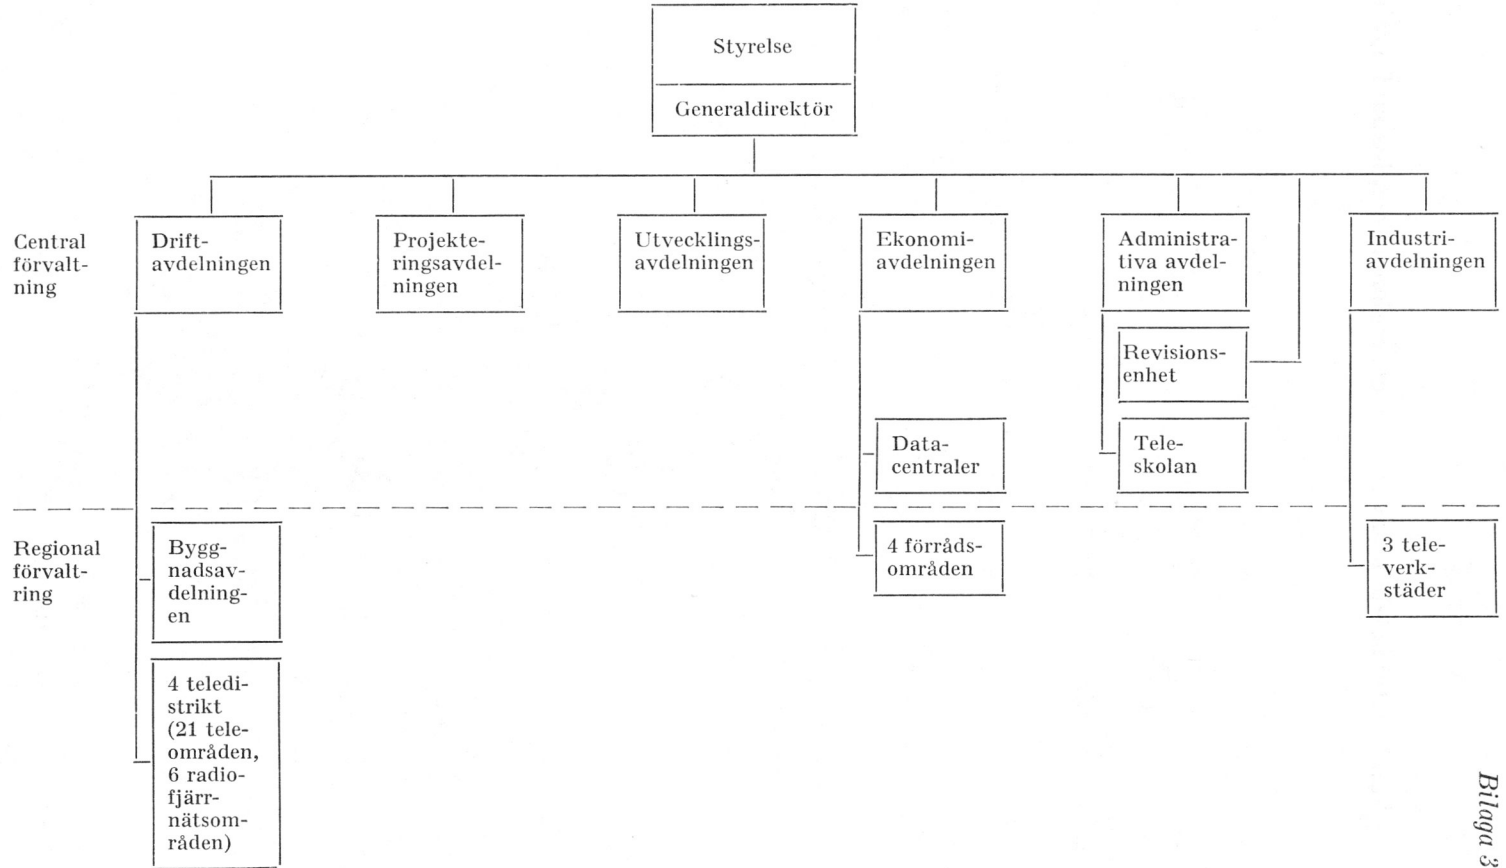 Styrelse
Generaldirektör
Central
förvalt-
ning
Drift-
avdelningen
Projekte-
ringsavdel-
ningen
Utvecklings-
avdelningen
Ekonomi-
avdelningen
Administra-
tiva avdel-
ningen
Industri-
avdelningen
Revisions-
enhet
Data-
centraler
Tele-
skolan
Regional
förvalt-
ring
Bygg-
nadsav-
delning-
en
4 förråds-
områden
3 tele-
verk-
städer
4 teledi-
strikt
(21 tele-
områden,
6 radio-
fjärr-
nätsom-
råden)
Bilaga 3